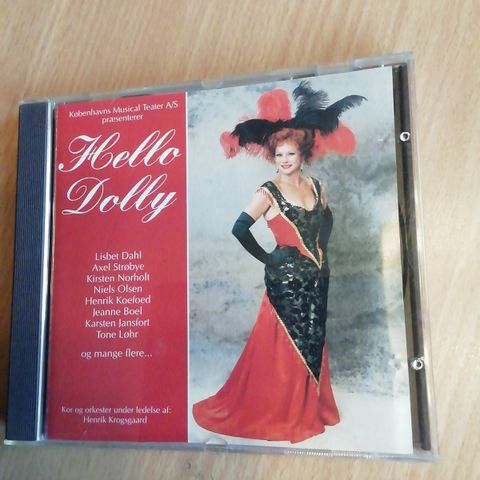 Københavns Musical Teater A/S
præsenterer
Hello
Dolly
Lisbet Dahl
Axel Strøbye
Kirsten Norholt
Niels Olsen
Henrik Koefoed
Jeanne Boel
Karsten Jansfort
Tone Løhr
og mange flere...
Kor og orkester under ledelse af:
Henrik Krogsgaard